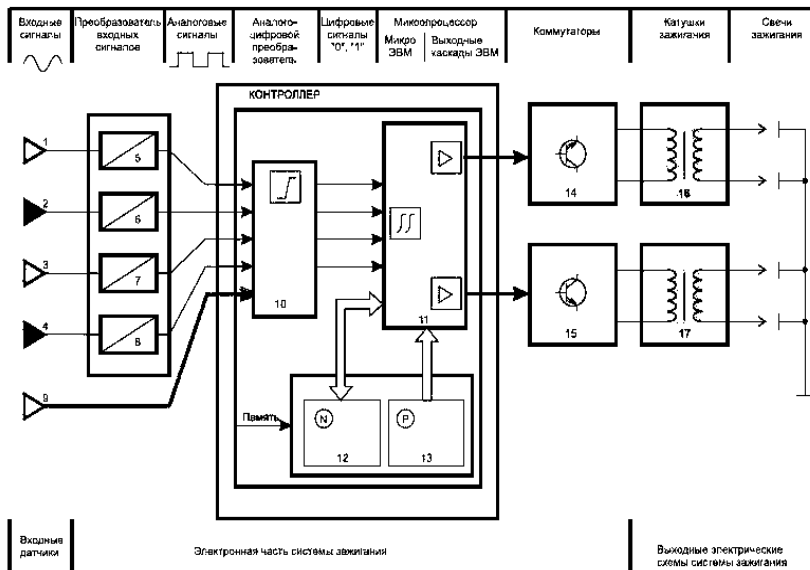 Входные
сигналы
Преобразователь
входных
сигналов
Аналоговые
сигналы
Аналого-
цифровой
преобра-
зователь
Цифровые
сигналы
"0", "1"
Микропроцессор
Микро
ЭВМ
Выходные
каскады ЭВМ
Коммутаторы
Катушки
зажигания
Свечи
зажигания
КОНТРОЛЛЕР
1
5
2
6
3
7
4
8
9
10
11
14
16
15
17
Память
N
12
P
13
Входные
датчики
Электронная часть системы зажигания
Выходные электрические
схемы системы зажигания